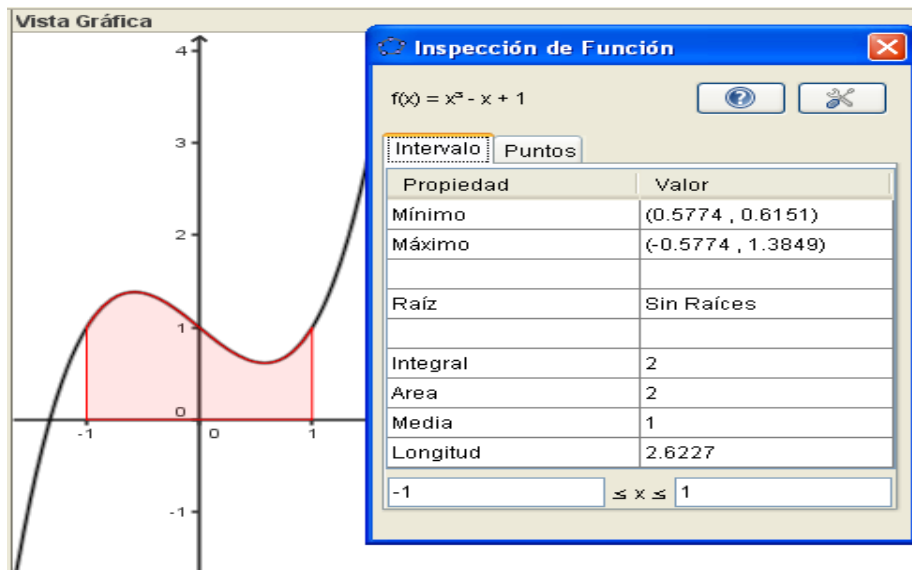 Vista Gráfica
4
3
2
1
0
-1
0
1
-1
Inspección de Función
f(x) = x³ - x + 1
Intervalo Puntos
Propiedad Valor
Mínimo (0.5774 , 0.6151)
Máximo (-0.5774 , 1.3849)
Raíz Sin Raíces
Integral 2
Area 2
Media 1
Longitud 2.6227
-1 ≤ x ≤ 1